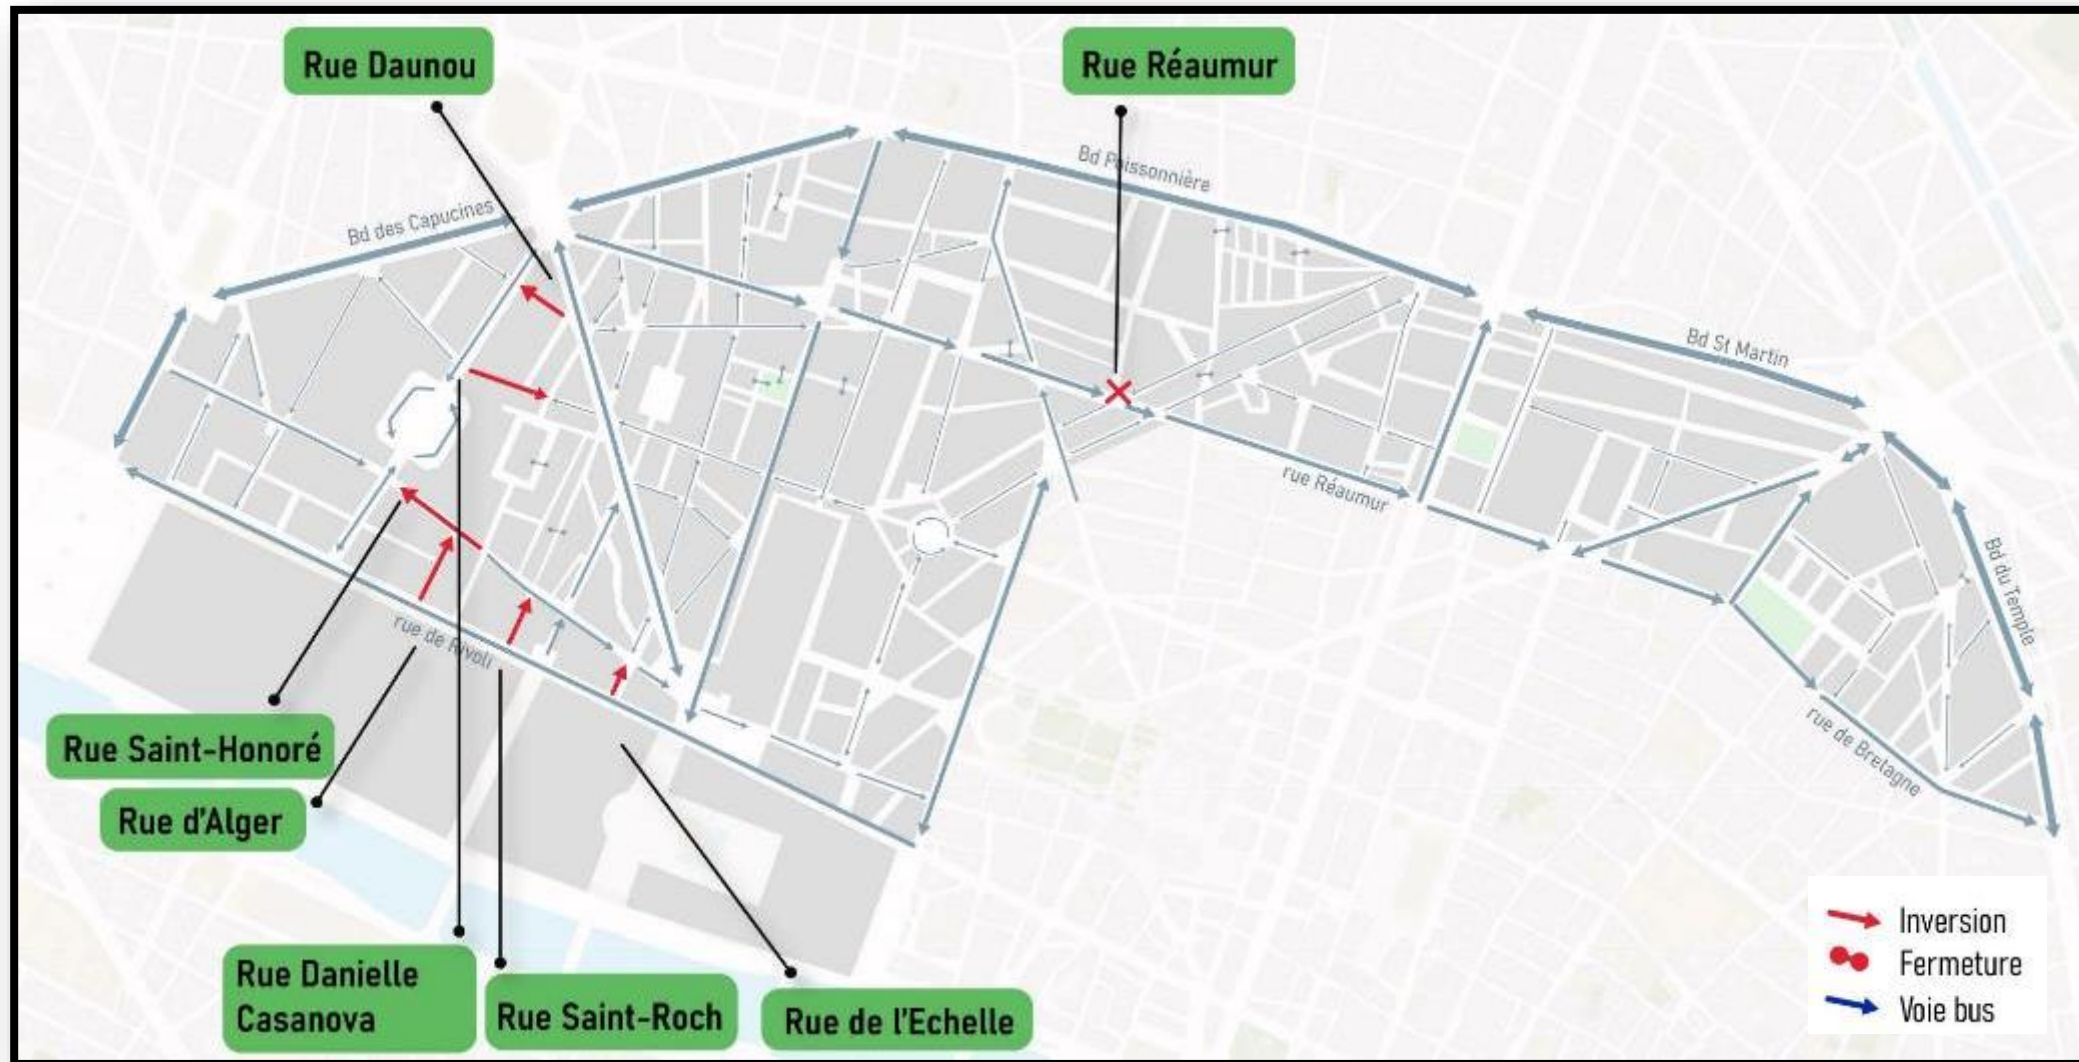 Rue Daunou
Rue Réaumur
Bd Poissonnière
Bd des Capucines
Bd St Martin
rue Réaumur
Bd du Temple
rue de Rivoli
rue de Bretagne
Rue Saint-Honoré
Rue d'Alger
Rue Danielle
Casanova
Rue Saint-Roch
Rue de l'Echelle
Inversion
Fermeture
Voie bus